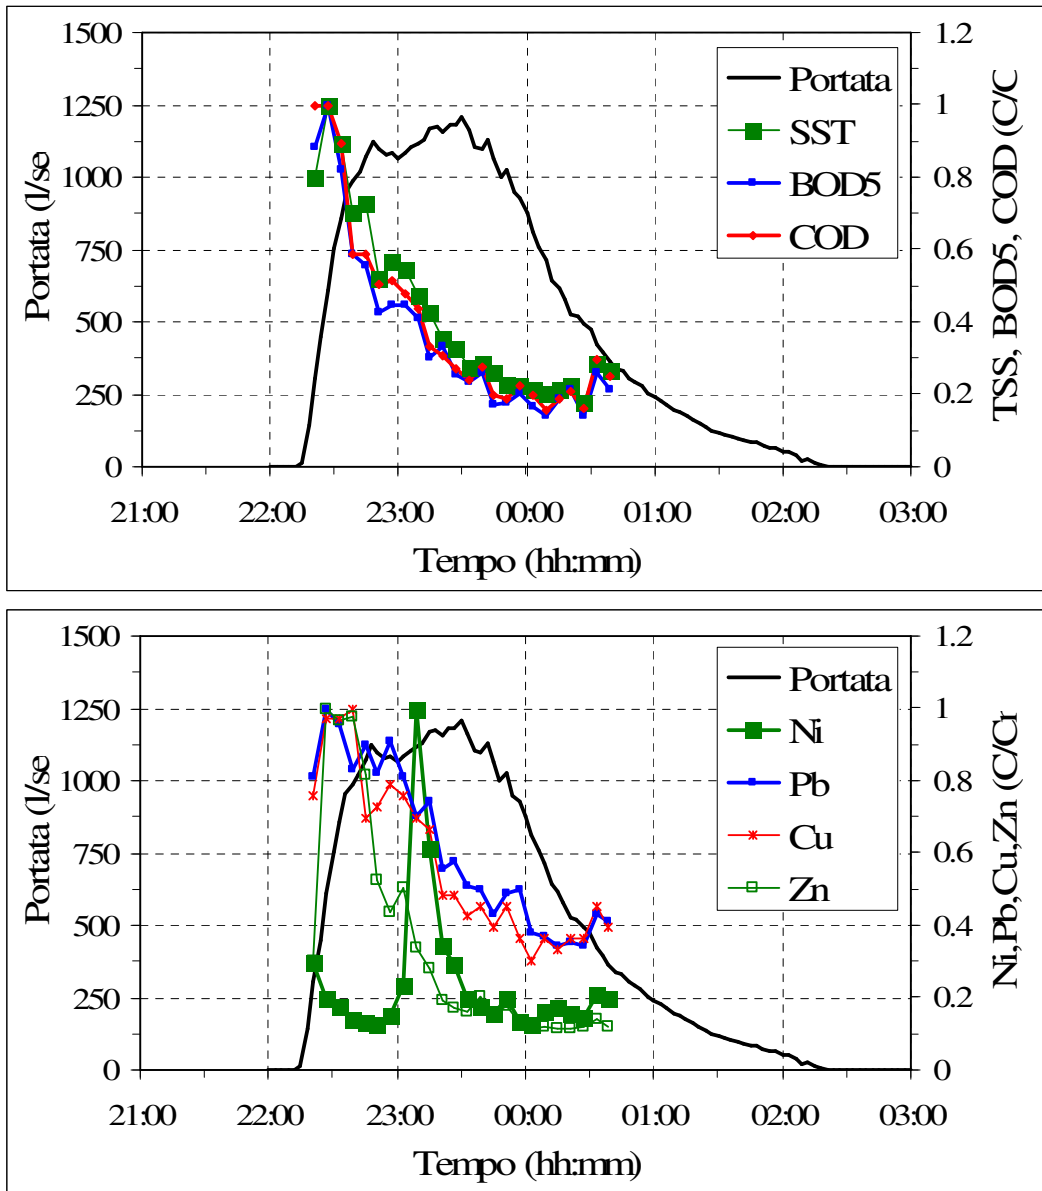 1500
1250
1000
750
500
250
0
Portata (l/se
1.2
1
0.8
0.6
0.4
0.2
0
TSS, BOD5, COD (C/C
Portata
SST
BOD5
COD
21:00 22:00 23:00 00:00 01:00 02:00 03:00
Tempo (hh:mm)
1500
1250
1000
750
500
250
0
Portata (l/se
1.2
1
0.8
0.6
0.4
0.2
0
Ni,Pb,Cu,Zn (C/Cr
Portata
Ni
Pb
Cu
Zn
21:00 22:00 23:00 00:00 01:00 02:00 03:00
Tempo (hh:mm)